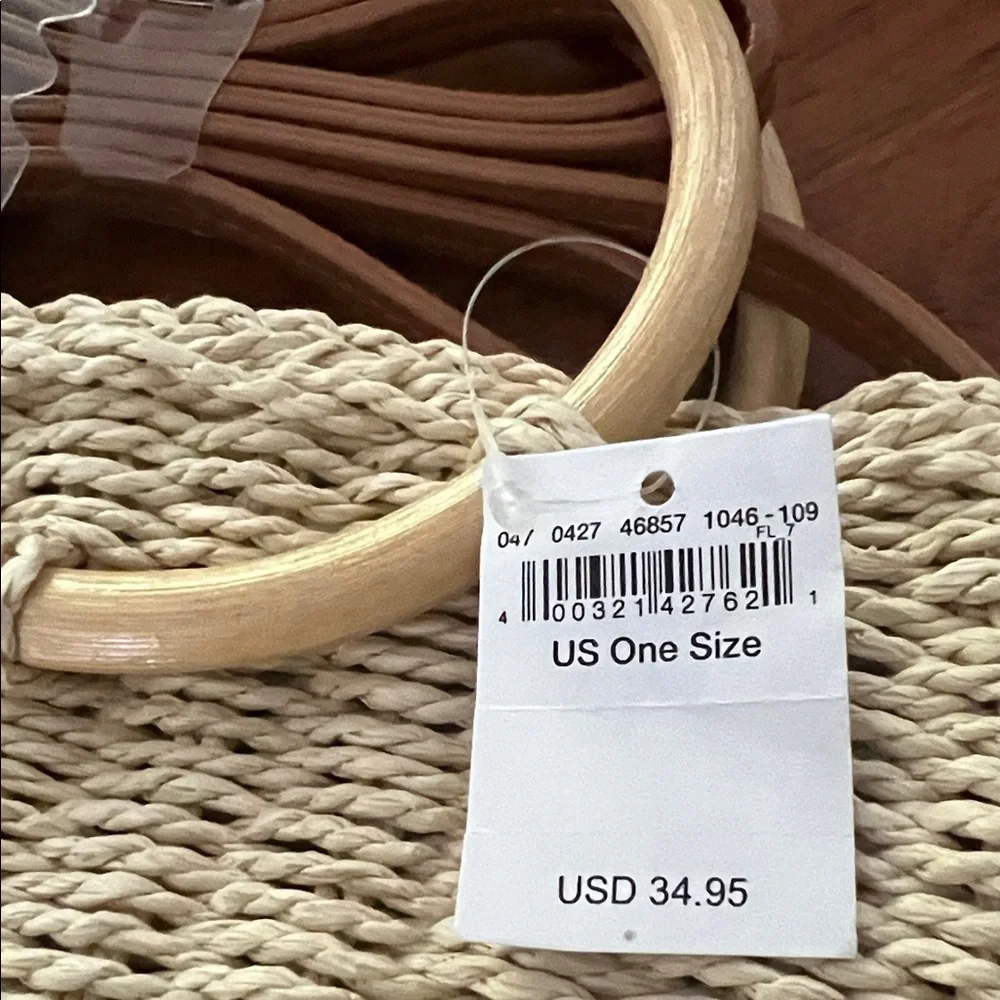 047 0427 46857 1046-109
FL 7
4 00321 42762 1
US One Size
USD 34.95